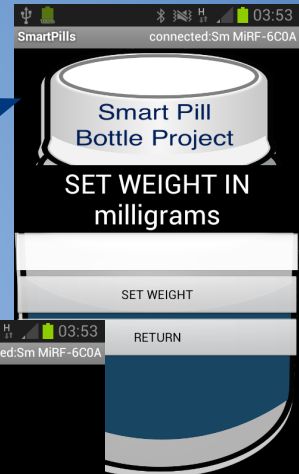 H
03:53
SmartPills connected:Sm MiRF-6C0A
Smart Pill
Bottle Project
SET WEIGHT IN
milligrams
SET WEIGHT
RETURN
H
03:53
ed:Sm MiRF-6C0A